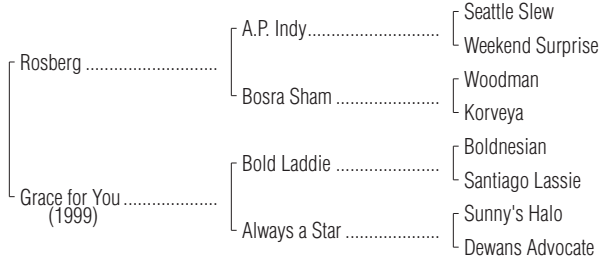 Seattle Slew
A.P. Indy
Weekend Surprise
Rosberg
Woodman
Bosra Sham
Korveya
Boldnesian
Bold Laddie
Santiago Lassie
Grace for You
(1999)
Sunny's Halo
Always a Star
Dewans Advocate